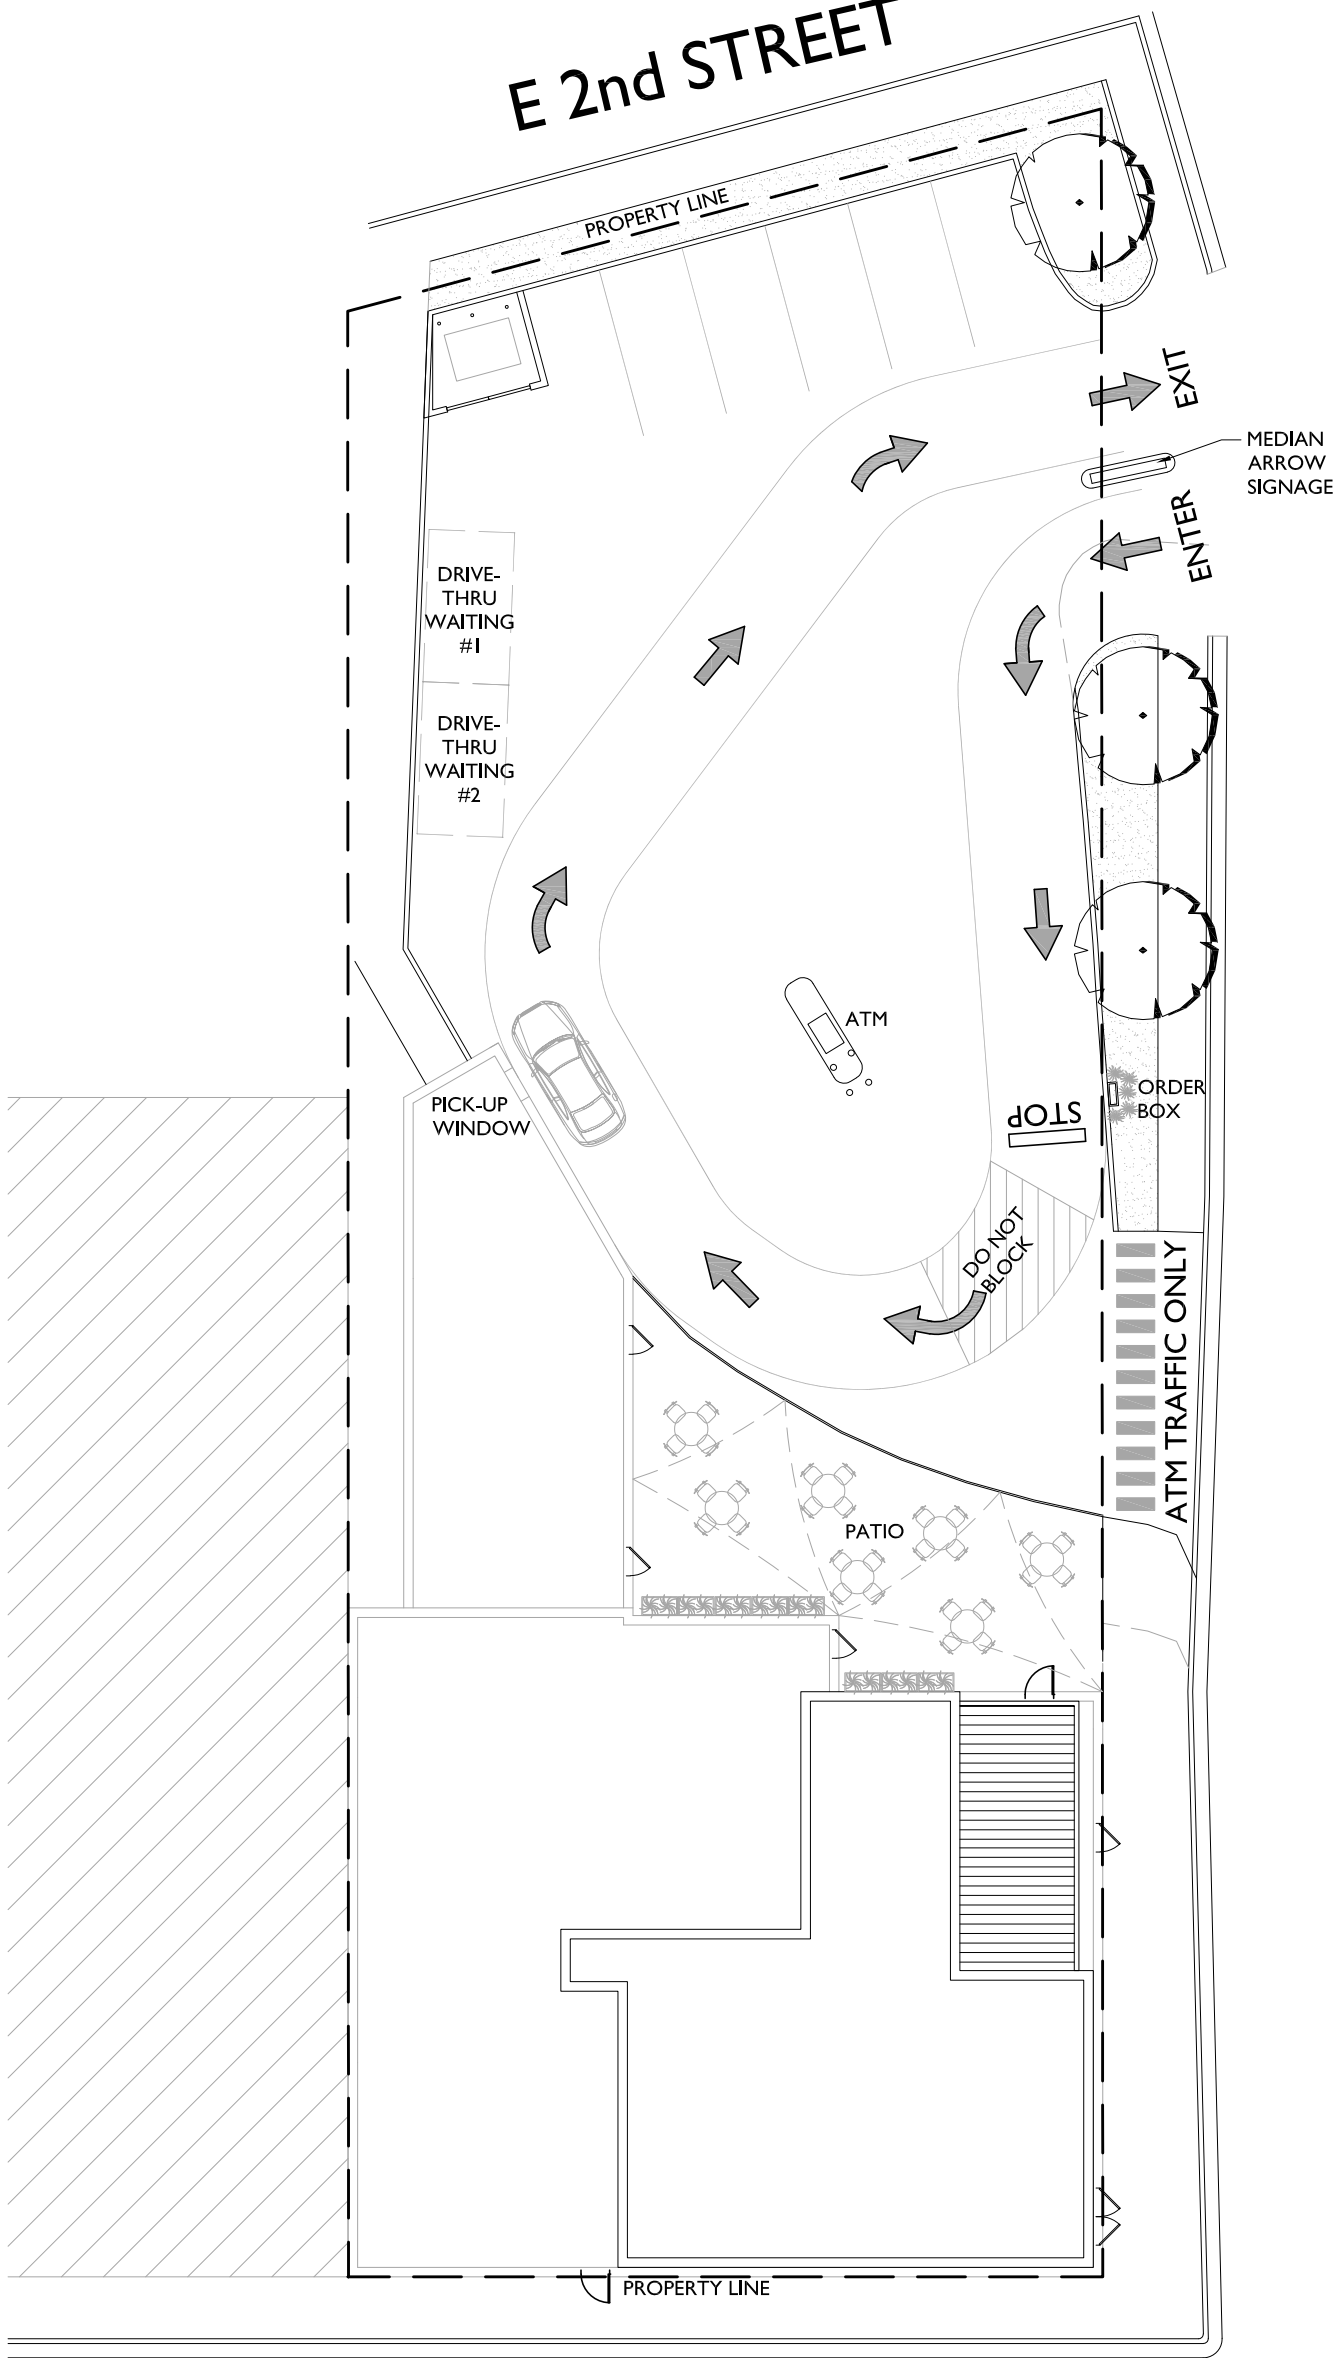 E 2nd STREET
PROPERTY LINE
EXIT
MEDIAN
ARROW
SIGNAGE
ENTER
DRIVE-
THRU
WAITING
#1
DRIVE-
THRU
WAITING
#2
ATM
ORDER
BOX
PICK-UP
WINDOW
STOP
DO NOT
BLOCK
ATM TRAFFIC ONLY
PATIO
PROPERTY LINE